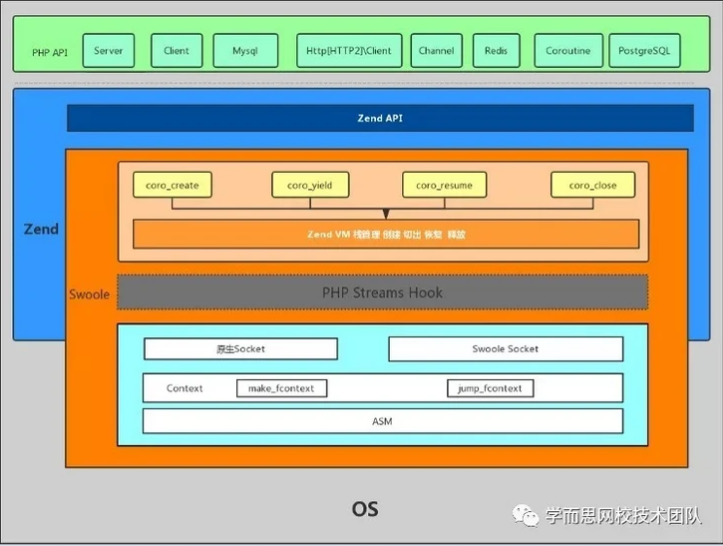 PHP API
Server
Client
Mysql
Http[HTTP2]\Client
Channel
Redis
Coroutine
PostgreSQL
Zend API
Zend
coro_create
coro_yield
coro_resume
coro_close
Zend VM 栈管理 创建 切出 恢复 释放
Swoole
PHP Streams Hook
原生Socket
Swoole Socket
Context
make_fcontext
jump_fcontext
ASM
OS
学而思网校技术团队